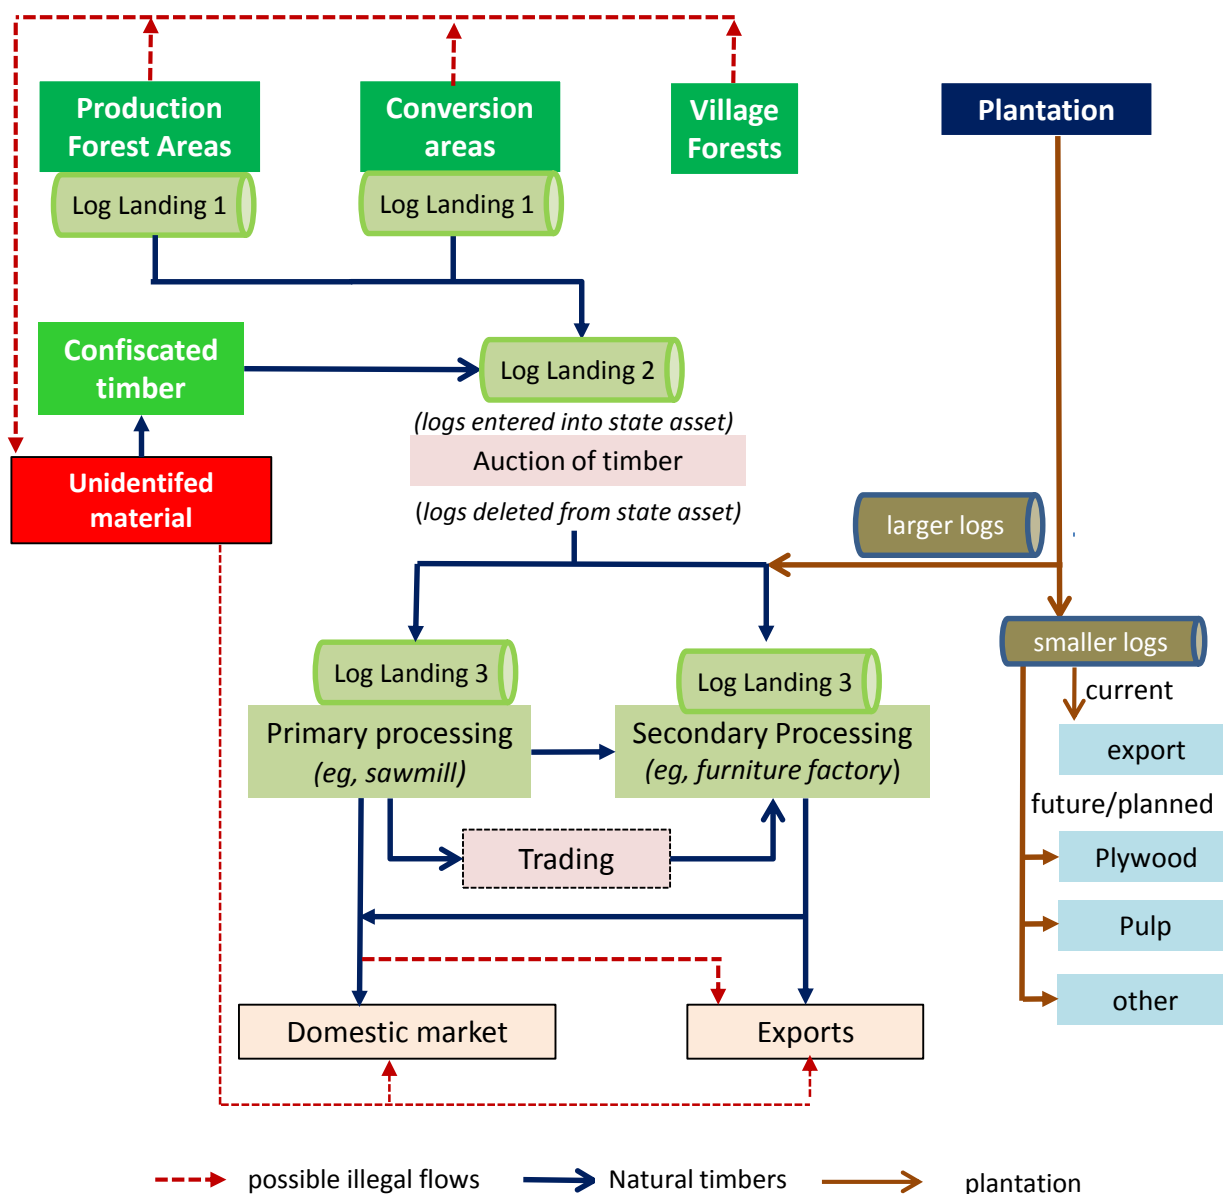 Production
Forest Areas
Conversion
areas
Village
Forests
Plantation
Log Landing 1
Log Landing 1
Confiscated
timber
Log Landing 2
(logs entered into state asset)
Auction of timber
(logs deleted from state asset)
Unidentifed
material
larger logs
smaller logs
Log Landing 3
Log Landing 3
current
Primary processing
(eg, sawmill)
Secondary Processing
(eg, furniture factory)
export
future/planned
Trading
Plywood
Pulp
other
Domestic market
Exports
possible illegal flows
Natural timbers
plantation